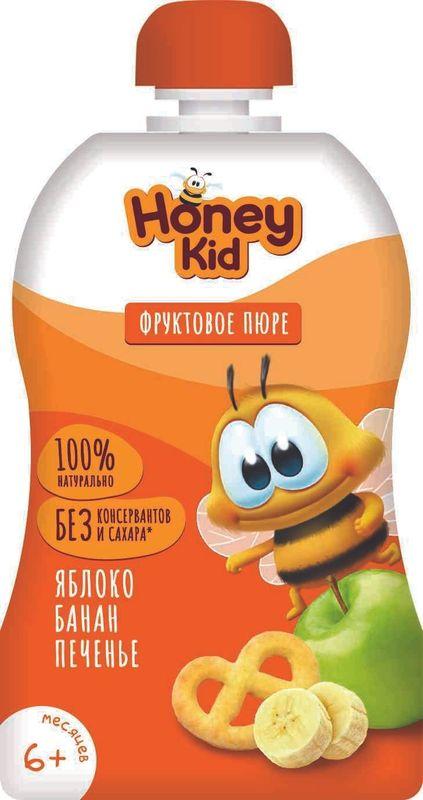 Honey
Kid
ФРУКТОВОЕ ПЮРЕ
100%
НАТУРАЛЬНО
БЕЗ КОНСЕРВАНТОВ
И САХАРА*
ЯБЛОКО
БАНАН
ПЕЧЕНЬЕ
месяцев
6+